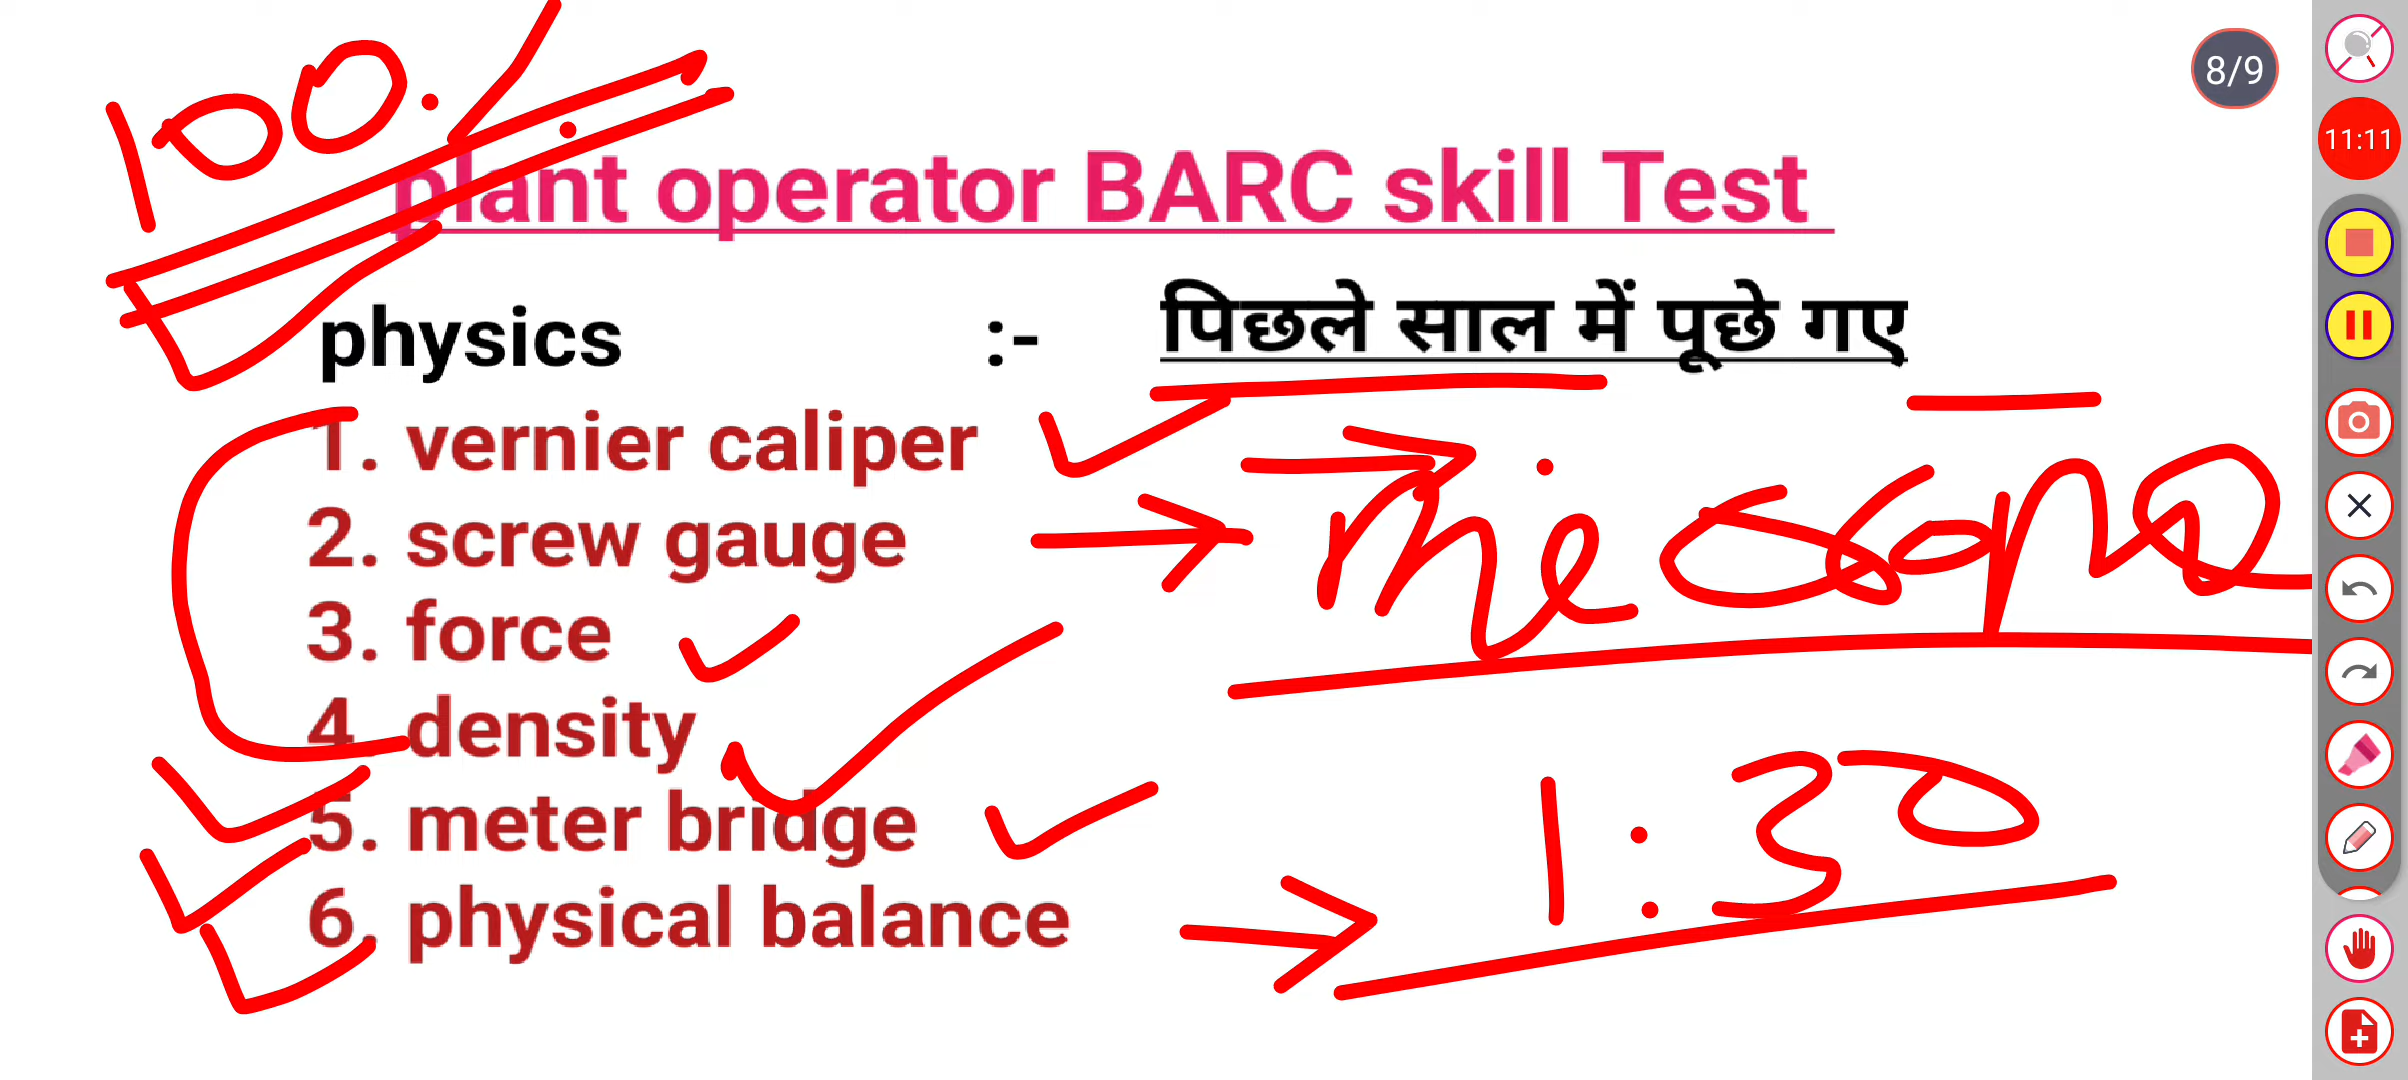 100%
8/9
11:11
plant operator BARC skill Test
physics :- पिछले साल में पूछे गए
1. vernier caliper
2. screw gauge
3. force
4 density
5. meter bridge
6. physical balance
1:30